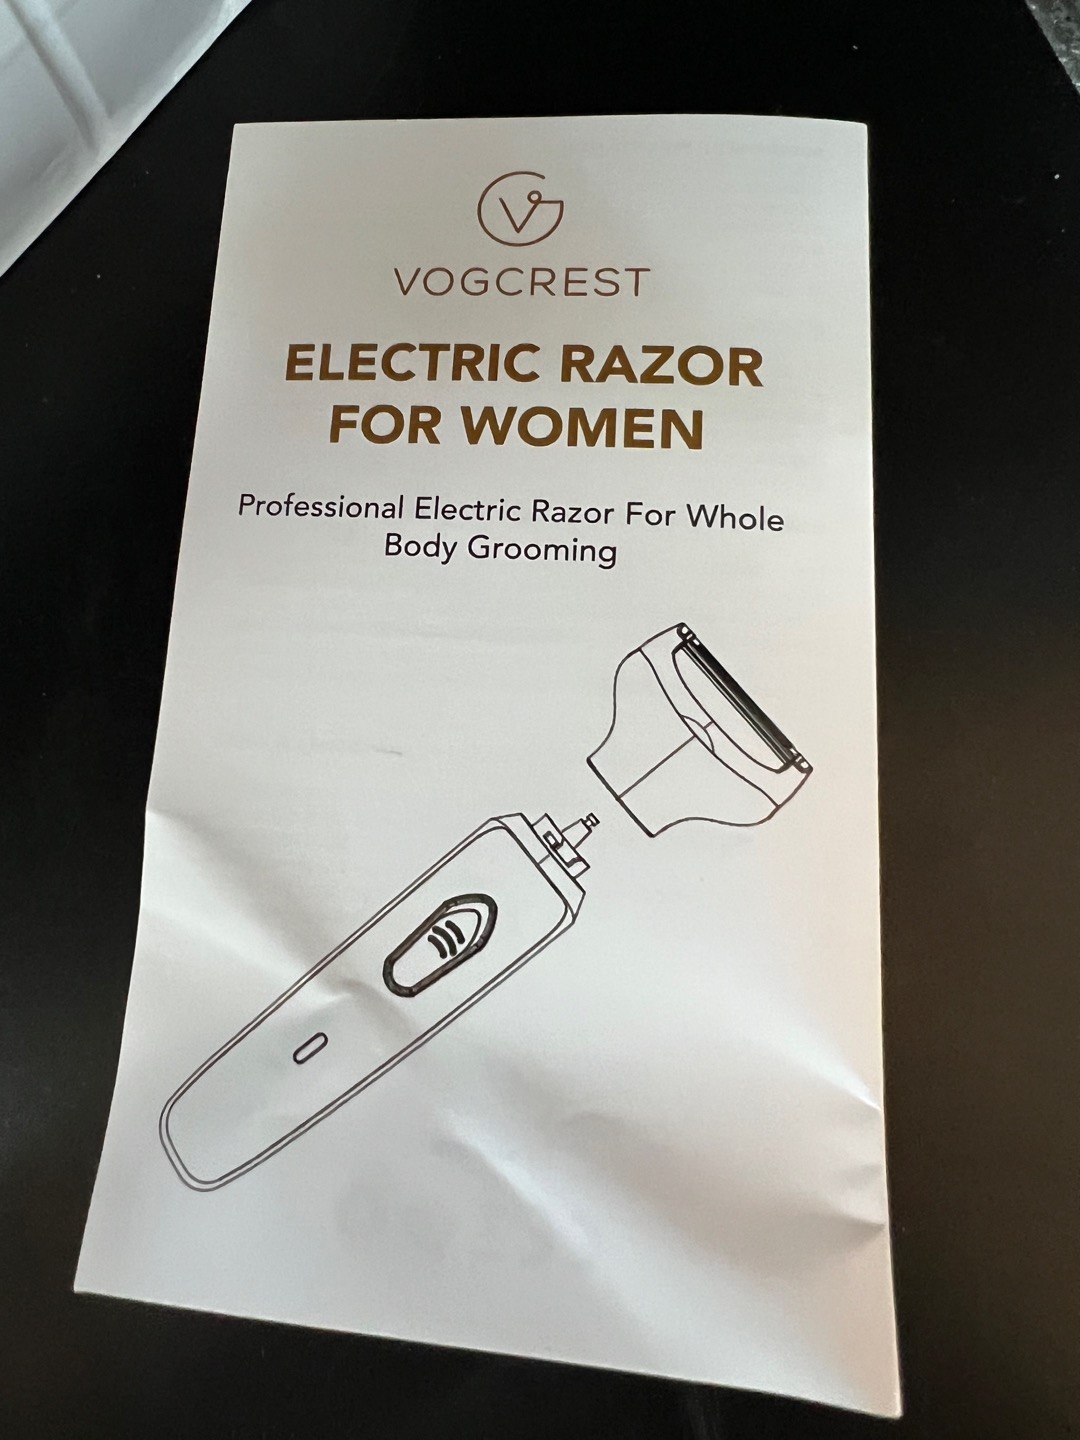 VOGCREST
ELECTRIC RAZOR
FOR WOMEN
Professional Electric Razor For Whole
Body Grooming